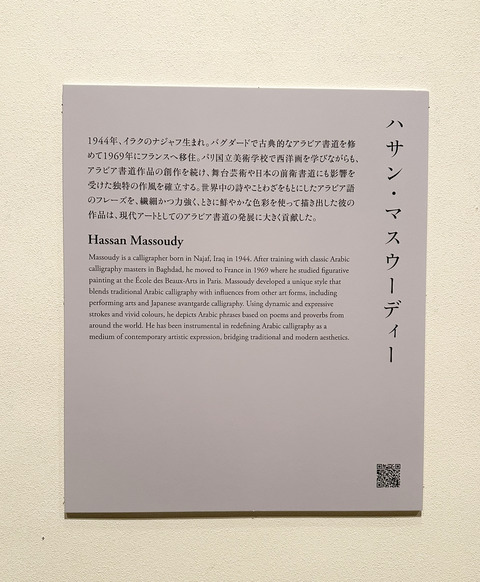 ハサン・マスウーディー
1944年、イラクのナジャフ生まれ。バグダードで古典的なアラビア書道を修
めて1969年にフランスへ移住。パリ国立美術学校で西洋画を学びながらも、
アラビア書道作品の創作を続け、舞台芸術や日本の前衛書道にも影響を
受けた独特の作風を確立する。世界中の詩やことわざをもとにしたアラビア語
のフレーズを、繊細かつ力強く、ときに鮮やかな色彩を使って描き出した彼の
作品は、現代アートとしてのアラビア書道の発展に大きく貢献した。
Hassan Massoudy
Massoudy is a calligrapher born in Najaf, Iraq in 1944. After training with classic Arabic
calligraphy masters in Baghdad, he moved to France in 1969 where he studied figurative
painting at the École des Beaux-Arts in Paris. Massoudy developed a unique style that
blends traditional Arabic calligraphy with influences from other art forms, including
performing arts and Japanese avantgarde calligraphy. Using dynamic and expressive
strokes and vivid colours, he depicts Arabic phrases based on poems and proverbs from
around the world. He has been instrumental in redefining Arabic calligraphy as a
medium of contemporary artistic expression, bridging traditional and modern aesthetics.